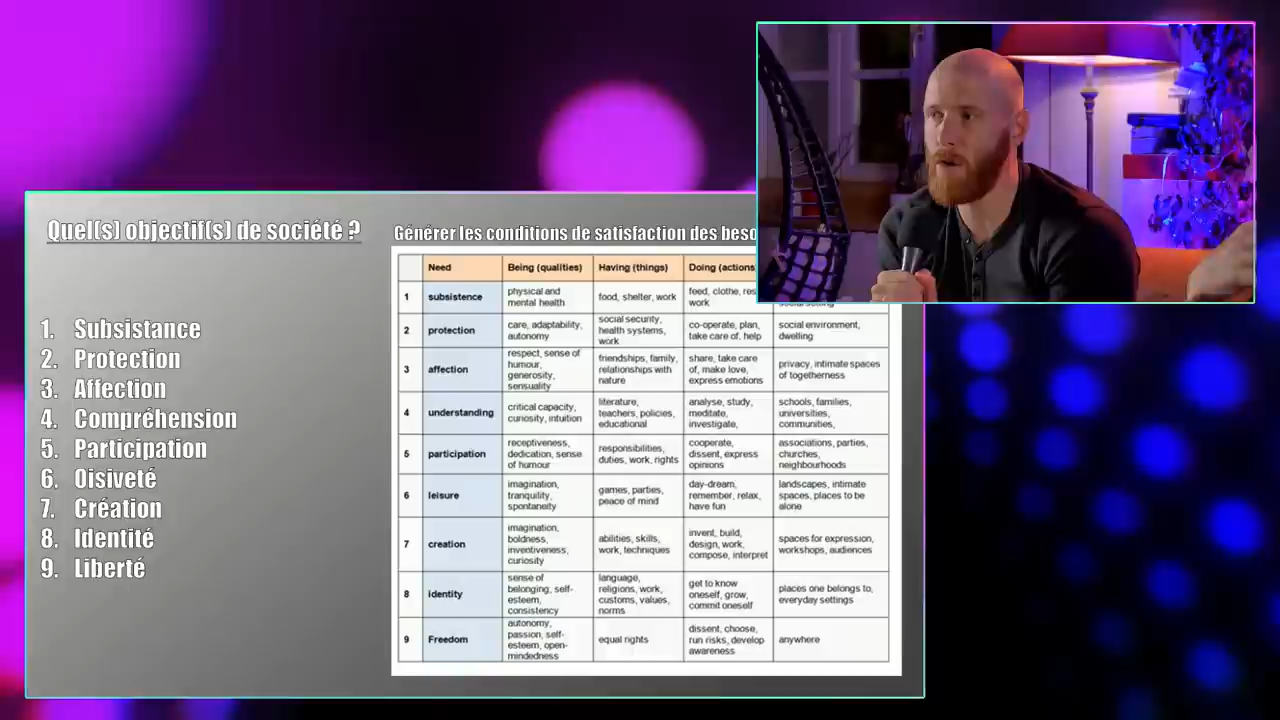 Quel(s) objectif(s) de société ?
1. Subsistance
2. Protection
3. Affection
4. Compréhension
5. Participation
6. Oisiveté
7. Création
8. Identité
9. Liberté
Générer les conditions de satisfaction des
Need
Being (qualities)
Having (things)
Doing (actions
1
subsistence
physical and
mental health
food, shelter, work
feed, clothe,
work
2
protection
care, adaptability,
autonomy
social security,
health systems,
work
co-operate, plan,
take care of, help
social environment,
dwelling
3
affection
respect, sense of
humour,
generosity,
sensuality
friendships, family,
relationships with
nature
share, take care
of, make love,
express emotions
privacy, intimate spaces
of togetherness
4
understanding
critical capacity,
curiosity, intuition
literature,
teachers, policies,
educational
analyse, study,
meditate,
investigate,
schools, families,
universities,
communities,
5
participation
receptiveness,
dedication, sense
of humour
responsibilities,
duties, work, rights
cooperate,
dissent, express
opinions
associations, parties,
churches,
neighbourhoods
6
leisure
imagination,
tranquility,
spontaneity
games, parties,
peace of mind
day-dream,
remember, relax,
have fun
landscapes, intimate
spaces, places to be
alone
7
creation
imagination,
boldness,
inventiveness,
curiosity
abilities, skills,
work, techniques
invent, build,
design, work,
compose, interpret
spaces for expression,
workshops, audiences
8
identity
sense of
belonging, self-
esteem,
consistency
language,
religions, work,
customs, values,
norms
get to know
oneself, grow,
commit oneself
places one belongs to,
everyday settings
9
Freedom
autonomy,
passion, self-
esteem, open-
mindedness
equal rights
dissent, choose,
run risks, develop
awareness
anywhere